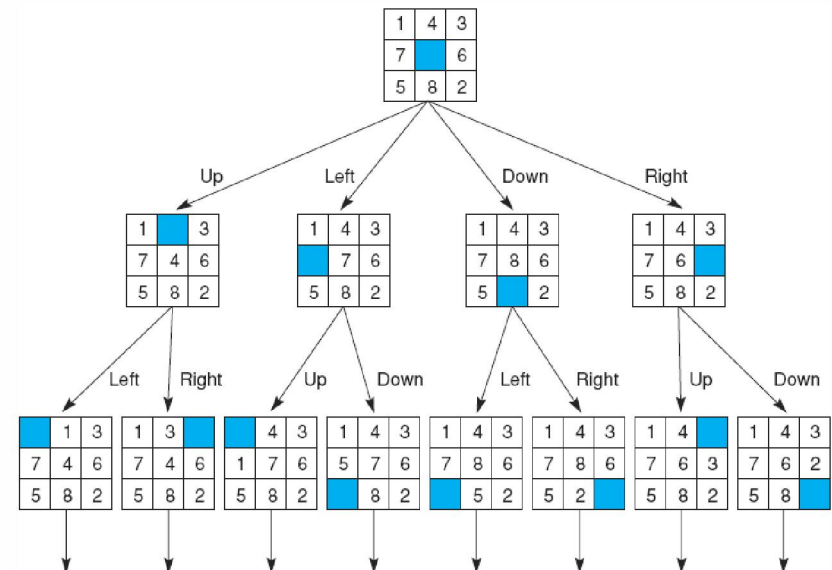 1 4 3
7 6
5 8 2
Up Left Down Right
1 3 1 4 3 1 4 3 1 4 3
7 4 6 7 6 7 8 6 7 6
5 8 2 5 8 2 5 2 5 8 2
Left Right Up Down Left Right Up Down
1 3 1 3 4 3 1 4 3 1 4 3 1 4 3 1 4 1 4 3
7 4 6 7 4 6 1 7 6 5 7 6 7 8 6 7 8 6 7 6 3 7 6 2
5 8 2 5 8 2 5 8 2 8 2 5 2 5 2 5 8 2 5 8